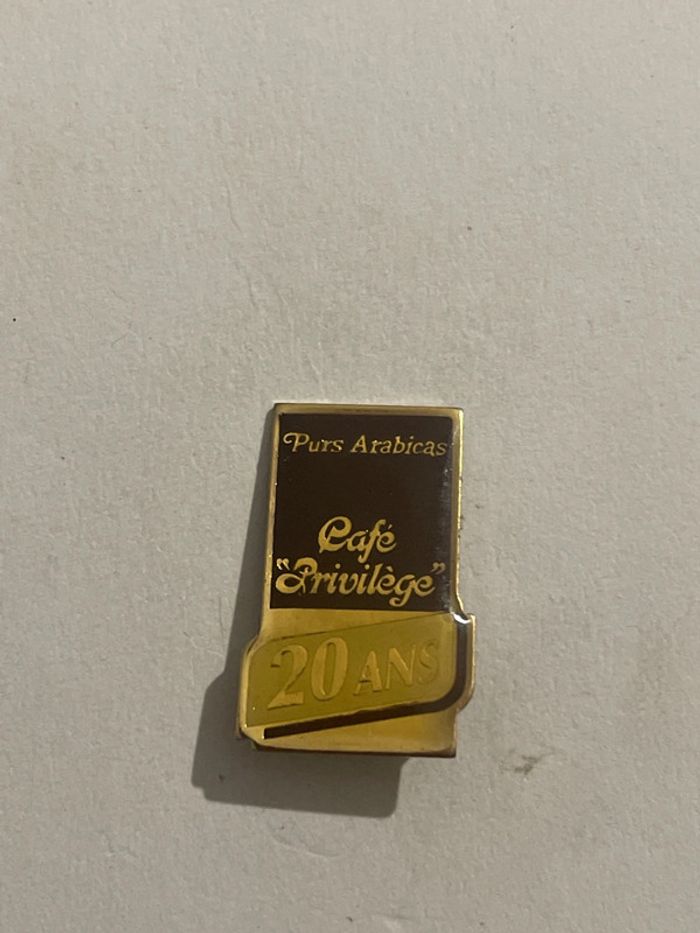 Purs Arabicas
Café
"Privilège"
20 ANS